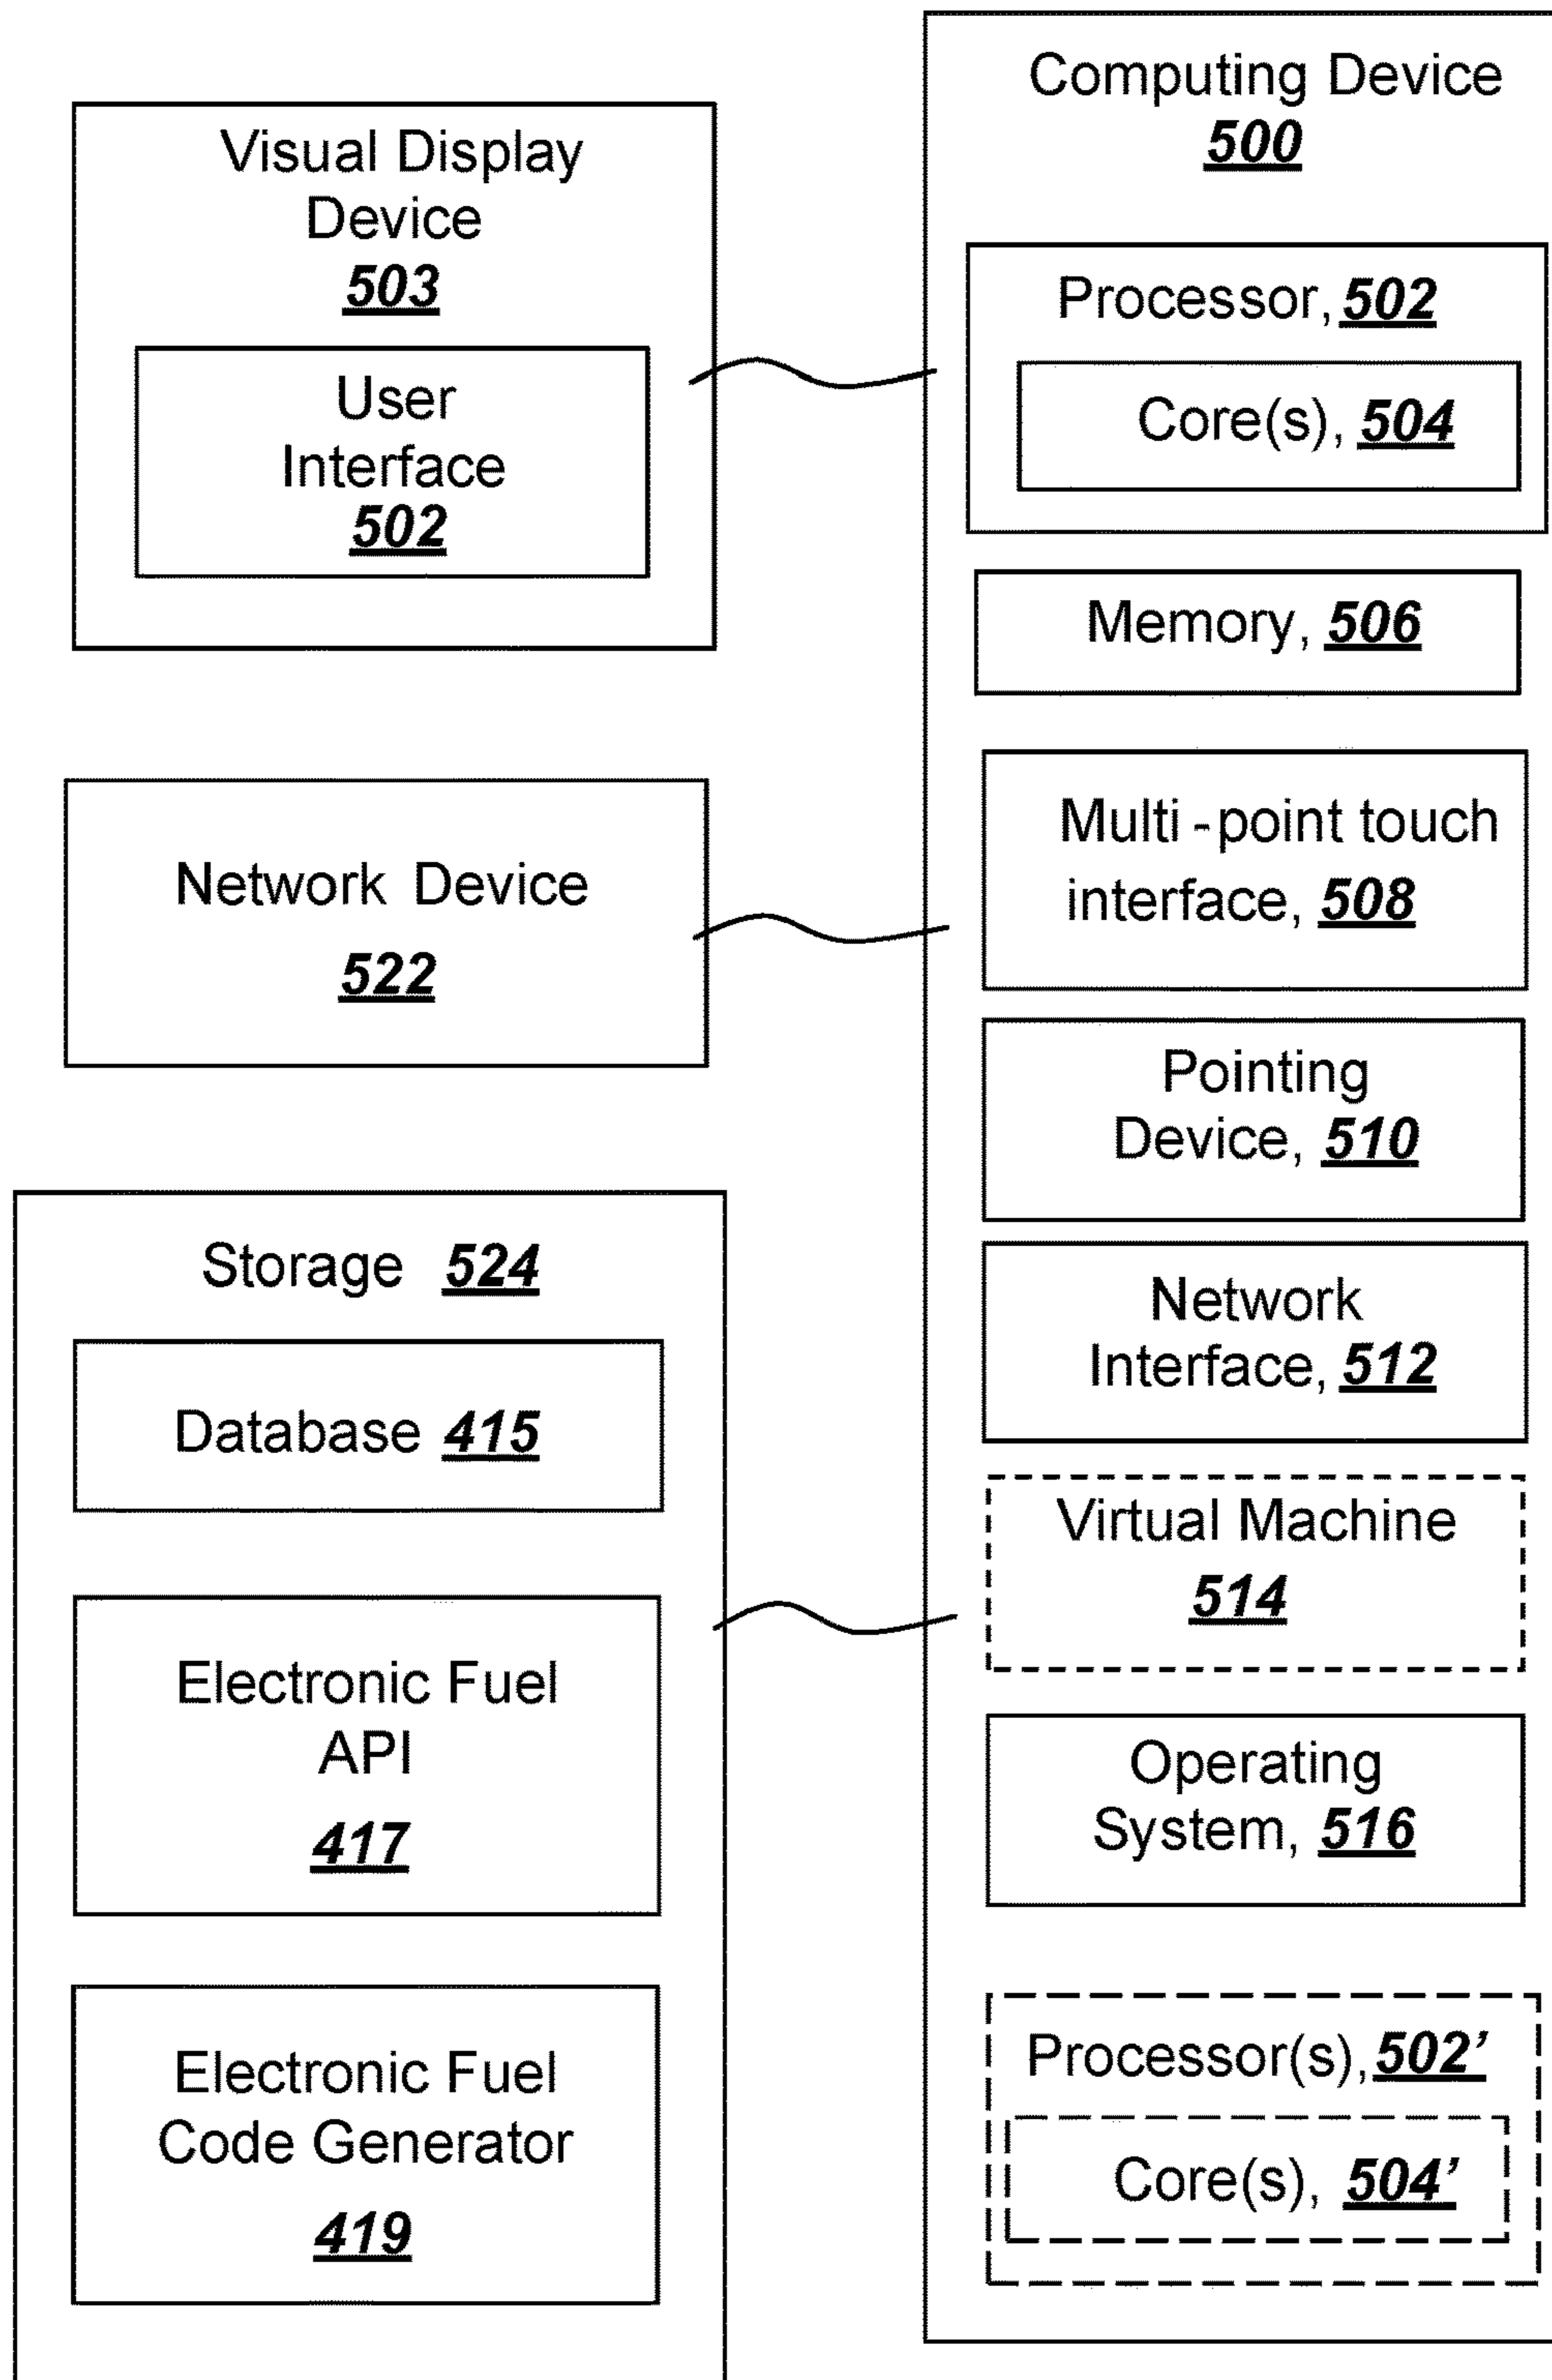 Visual Display
Device
503
User
Interface
502
Network Device
522
Storage 524
Database 415
Electronic Fuel
API
417
Electronic Fuel
Code Generator
419
Computing Device
500
Processor, 502
Core(s), 504
Memory, 506
Multi-point touch
interface, 508
Pointing
Device, 510
Network
Interface, 512
Virtual Machine
514
Operating
System, 516
Processor(s), 502’
Core(s), 504’